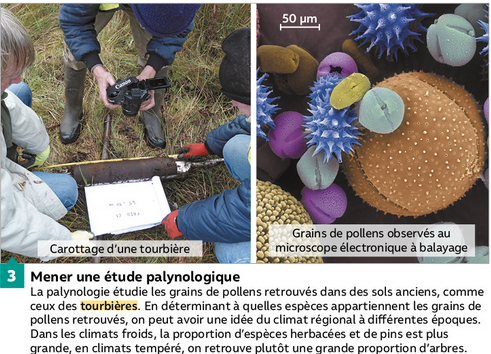 50 µm
Canon
Carottage d'une tourbière
Grains de pollens observés au
microscope électronique à balayage
3 Mener une étude palynologique
La palynologie étudie les grains de pollens retrouvés dans des sols anciens, comme
ceux des tourbières. En déterminant à quelles espèces appartiennent les grains de
pollens retrouvés, on peut avoir une idée du climat régional à différentes époques.
Dans les climats froids, la proportion d'espèces herbacées et de pins est plus
grande, en climats tempéré, on retrouve plutôt une grande proportion d'arbres.